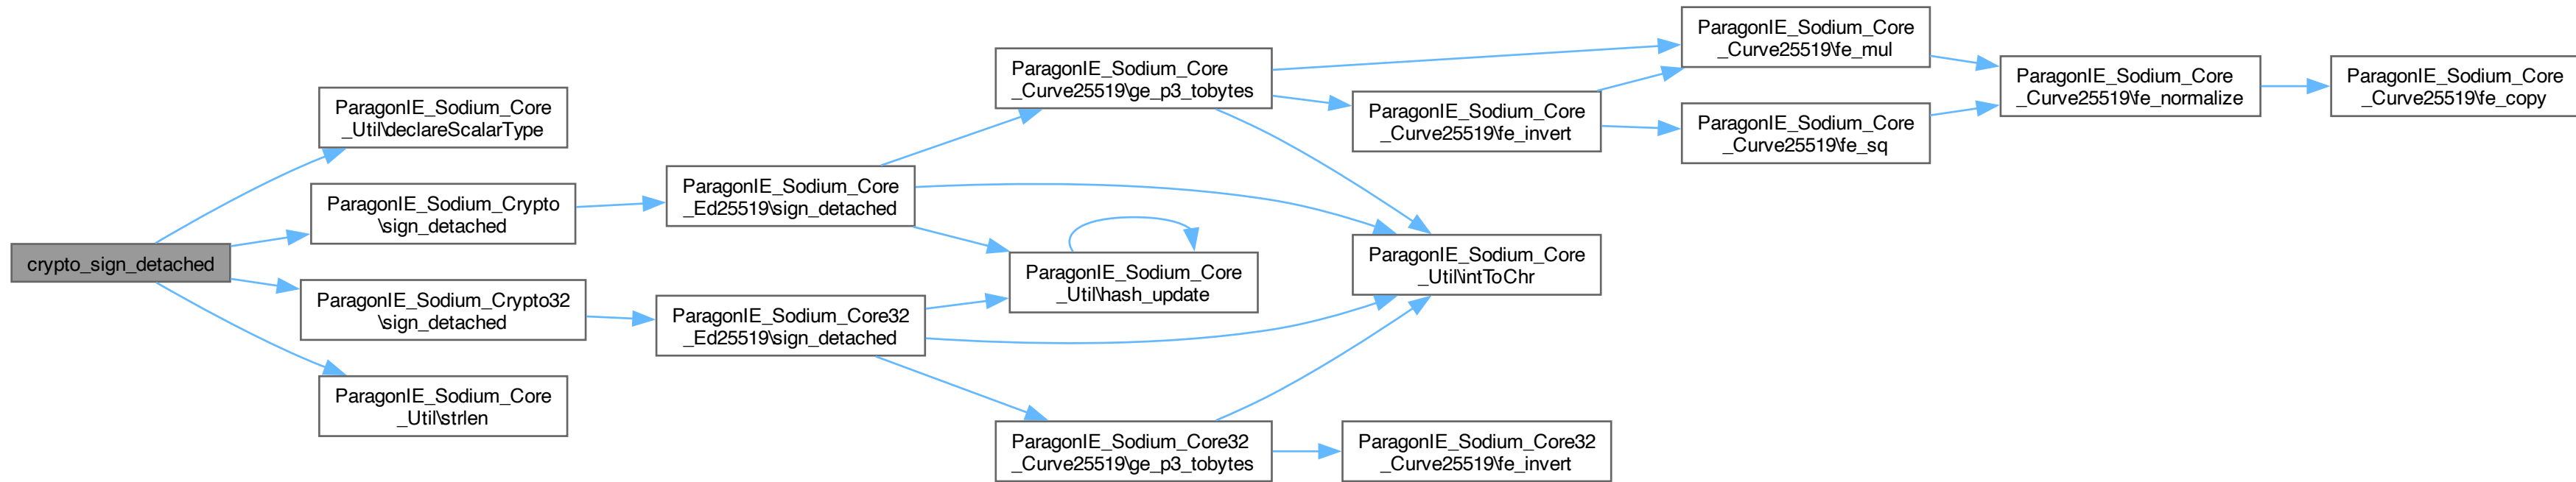 crypto_sign_detached
ParagonIE_Sodium_Core
_Util\declareScalarType
ParagonIE_Sodium_Crypto
\sign_detached
ParagonIE_Sodium_Crypto32
\sign_detached
ParagonIE_Sodium_Core
_Util\strlen
ParagonIE_Sodium_Core
_Ed25519\sign_detached
ParagonIE_Sodium_Core32
_Ed25519\sign_detached
ParagonIE_Sodium_Core
_Curve25519\ge_p3_tobytes
ParagonIE_Sodium_Core
_Util\hash_update
ParagonIE_Sodium_Core32
_Curve25519\ge_p3_tobytes
ParagonIE_Sodium_Core
_Curve25519\fe_invert
ParagonIE_Sodium_Core
_Util\intToChr
ParagonIE_Sodium_Core32
_Curve25519\fe_invert
ParagonIE_Sodium_Core
_Curve25519\fe_mul
ParagonIE_Sodium_Core
_Curve25519\fe_sq
ParagonIE_Sodium_Core
_Curve25519\fe_normalize
ParagonIE_Sodium_Core
_Curve25519\fe_copy